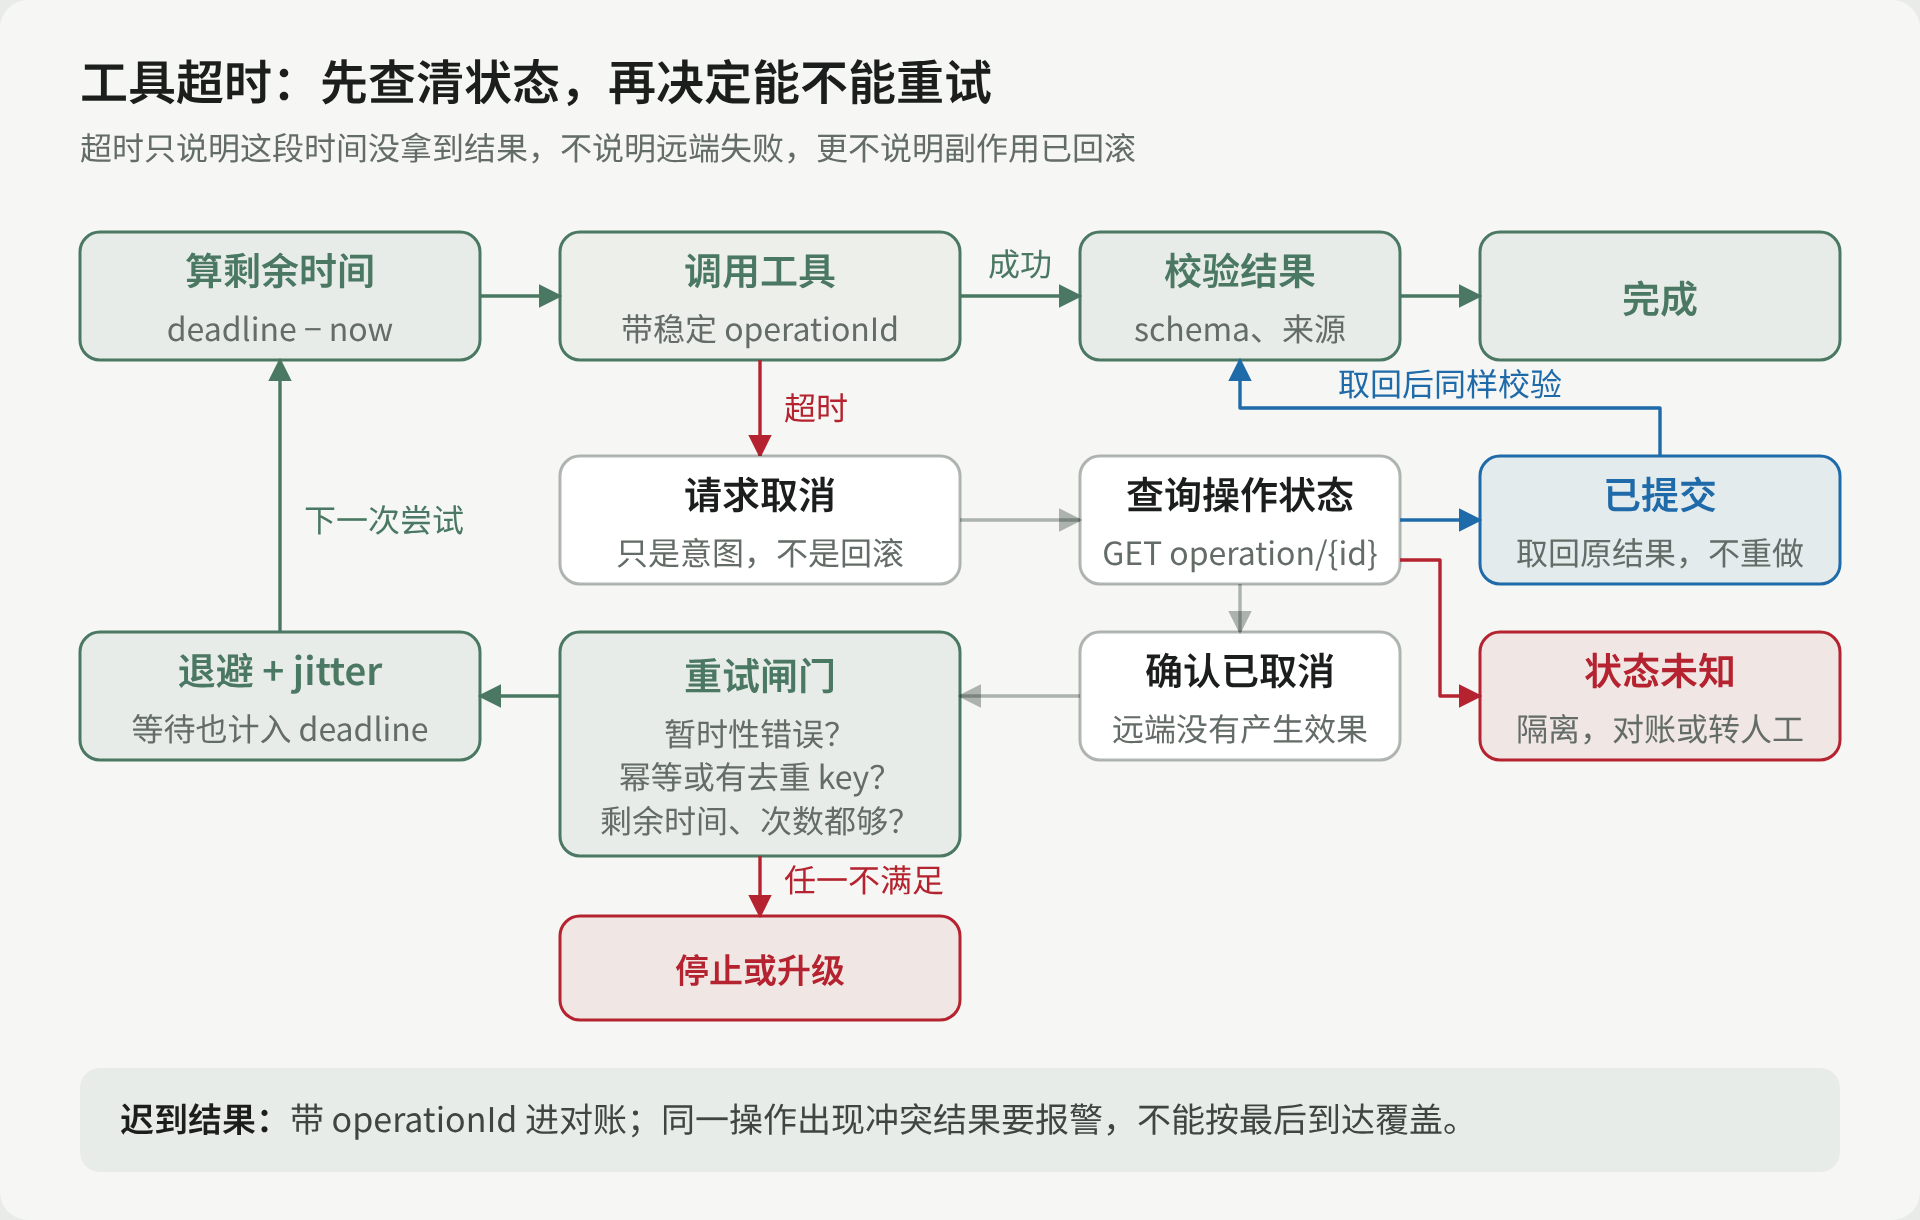 工具超时：先查清状态，再决定能不能重试
超时只说明这段时间没拿到结果，不说明远端失败，更不说明副作用已回滚
算剩余时间
deadline − now
调用工具
带稳定 operationId
成功
校验结果
schema、来源
完成
取回后同样校验
超时
请求取消
只是意图，不是回滚
查询操作状态
GET operation/{id}
已提交
取回原结果，不重做
下一次尝试
退避 + jitter
等待也计入 deadline
重试闸门
暂时性错误？
幂等或有去重 key？
剩余时间、次数都够？
确认已取消
远端没有产生效果
状态未知
隔离，对账或转人工
任一不满足
停止或升级
迟到结果：带 operationId 进对账；同一操作出现冲突结果要报警，不能按最后到达覆盖。